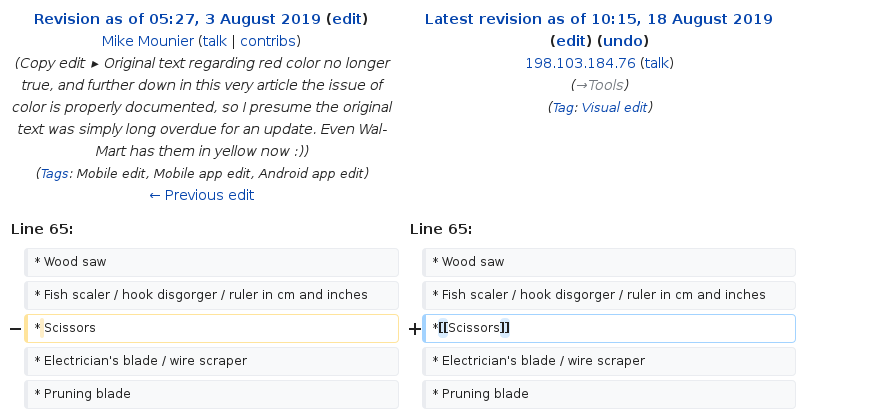 Revision as of 05:27, 3 August 2019 (edit)
Mike Mounier (talk | contribs)
(Copy edit ▸ Original text regarding red color no longer
true, and further down in this very article the issue of
color is properly documented, so I presume the original
text was simply long overdue for an update. Even Wal-
Mart has them in yellow now :))
(Tags: Mobile edit, Mobile app edit, Android app edit)
← Previous edit
Latest revision as of 10:15, 18 August 2019
(edit) (undo)
198.103.184.76 (talk)
(→Tools)
(Tag: Visual edit)
Line 65:
* Wood saw
* Fish scaler / hook disgorger / ruler in cm and inches
− * Scissors
* Electrician's blade / wire scraper
* Pruning blade
Line 65:
* Wood saw
* Fish scaler / hook disgorger / ruler in cm and inches
+ *[[Scissors]]
* Electrician's blade / wire scraper
* Pruning blade